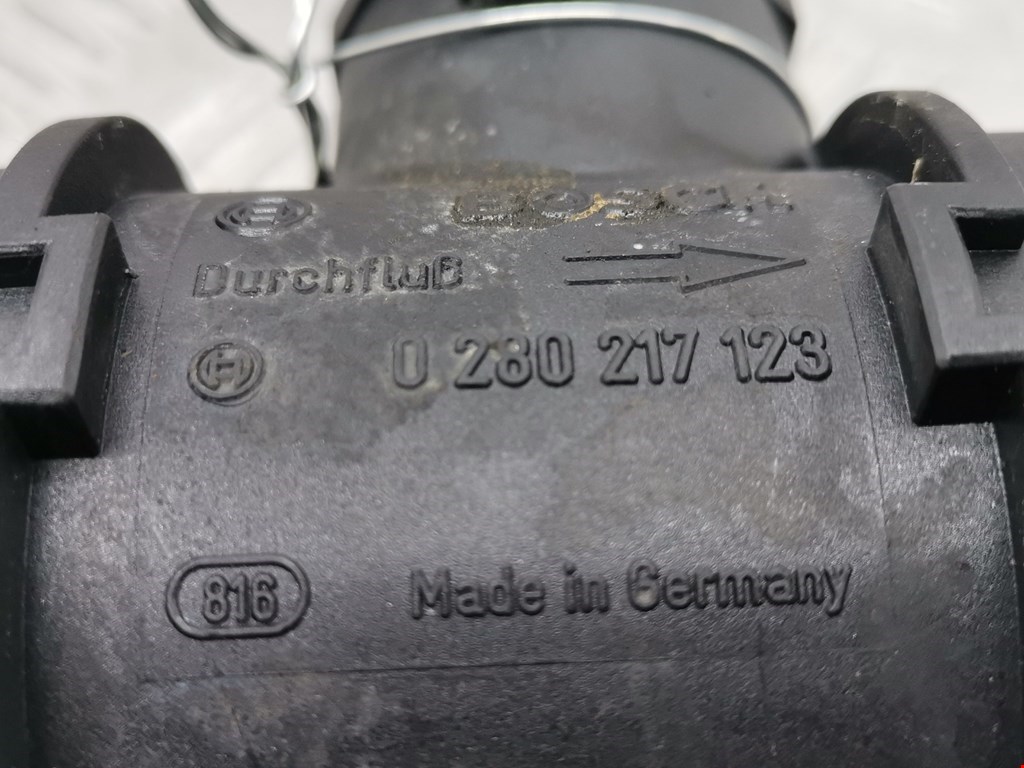 BOSCH
Durchfluß
0 280 217 123
816
Made in Germany